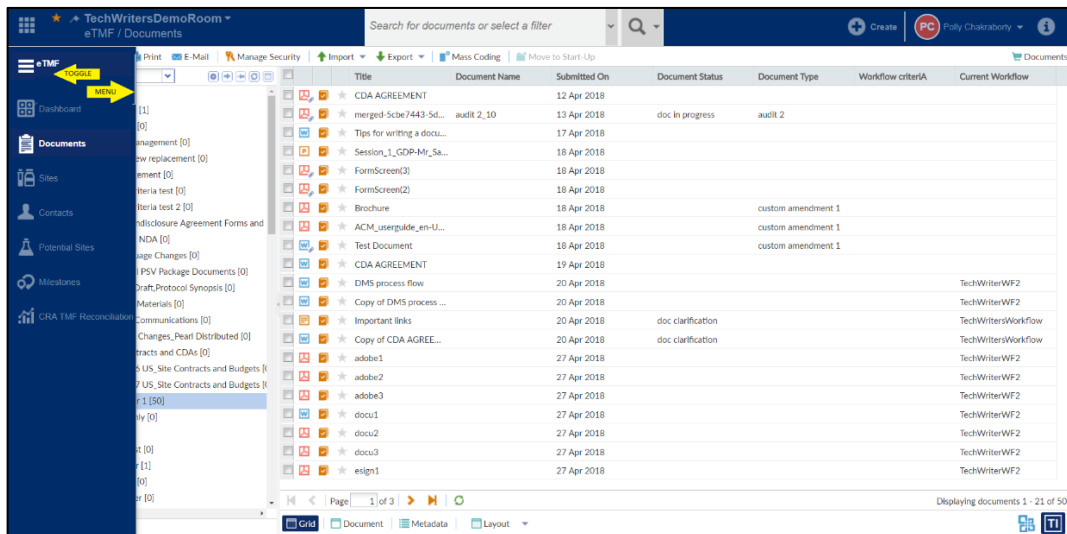 TechWritersDemoRoom
eTMF / Documents
Search for documents or select a filter
Create
PC
Polly Chakraborty
eTMF
TOGGLE
MENU
Dashboard
Documents
Sites
Contacts
Potential Sites
Milestones
CRA TMF Reconciliation
Print E-Mail Manage Security Import Export Mass Coding Move to Start-Up Documents
[1]
[0]
anagement [0]
ew replacement [0]
ement [0]
riteria test [0]
riteria test 2 [0]
ndisclosure Agreement Forms and
NDA [0]
uage Changes [0]
l PSV Package Documents [0]
Draft,Protocol Synopsis [0]
Materials [0]
Communications [0]
Changes_Pearl Distributed [0]
tracts and CDAs [0]
6 US_Site Contracts and Budgets [0
7 US_Site Contracts and Budgets [0
r 1 [50]
nly [0]
st [0]
r [1]
[0]
er [0]
Title Document Name Submitted On Document Status Document Type Workflow criteriA Current Workflow
CDA AGREEMENT 12 Apr 2018
merged-5cbe7443-5d... audit 2_10 13 Apr 2018 doc in progress audit 2
Tips for writing a docu... 17 Apr 2018
Session_1_GDP-Mr_Sa... 18 Apr 2018
FormScreen(3) 18 Apr 2018
FormScreen(2) 18 Apr 2018
Brochure 18 Apr 2018 custom amendment 1
ACM_userguide_en-U... 18 Apr 2018 custom amendment 1
Test Document 18 Apr 2018 custom amendment 1
CDA AGREEMENT 19 Apr 2018
DMS process flow 20 Apr 2018 TechWriterWF2
Copy of DMS process ... 20 Apr 2018 TechWriterWF2
Important links 20 Apr 2018 doc clarification TechWritersWorkflow
Copy of CDA AGREE... 20 Apr 2018 doc clarification TechWritersWorkflow
adobe1 27 Apr 2018 TechWriterWF2
adobe2 27 Apr 2018 TechWriterWF2
adobe3 27 Apr 2018 TechWriterWF2
docu1 27 Apr 2018 TechWriterWF2
docu2 27 Apr 2018 TechWriterWF2
docu3 27 Apr 2018 TechWriterWF2
esign1 27 Apr 2018 TechWriterWF2
Page 1 of 3 Displaying documents 1 - 21 of 50
Grid Document Metadata Layout
TI